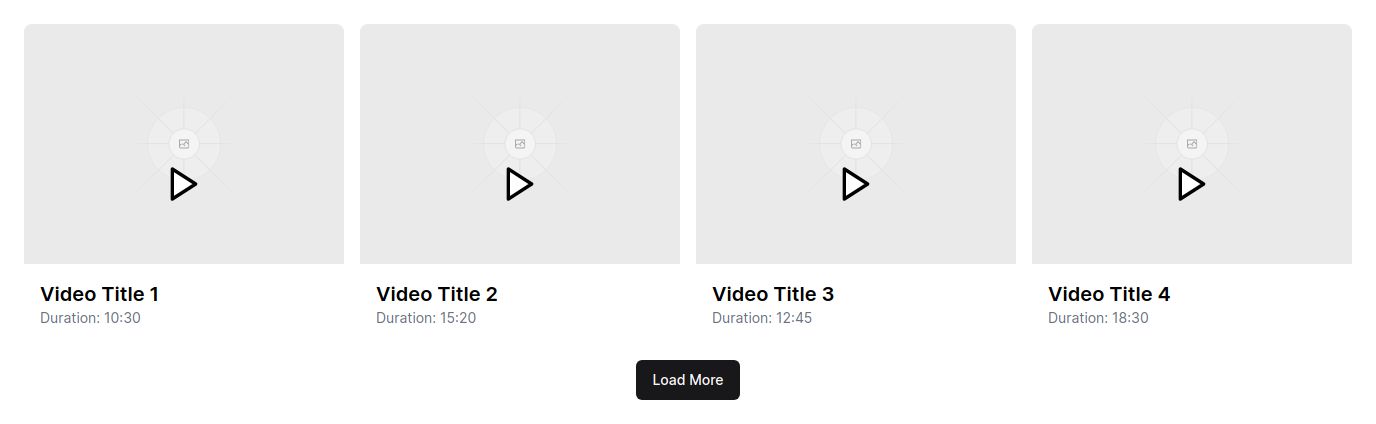 Video Title 1
Duration: 10:30
Video Title 2
Duration: 15:20
Video Title 3
Duration: 12:45
Video Title 4
Duration: 18:30
Load More